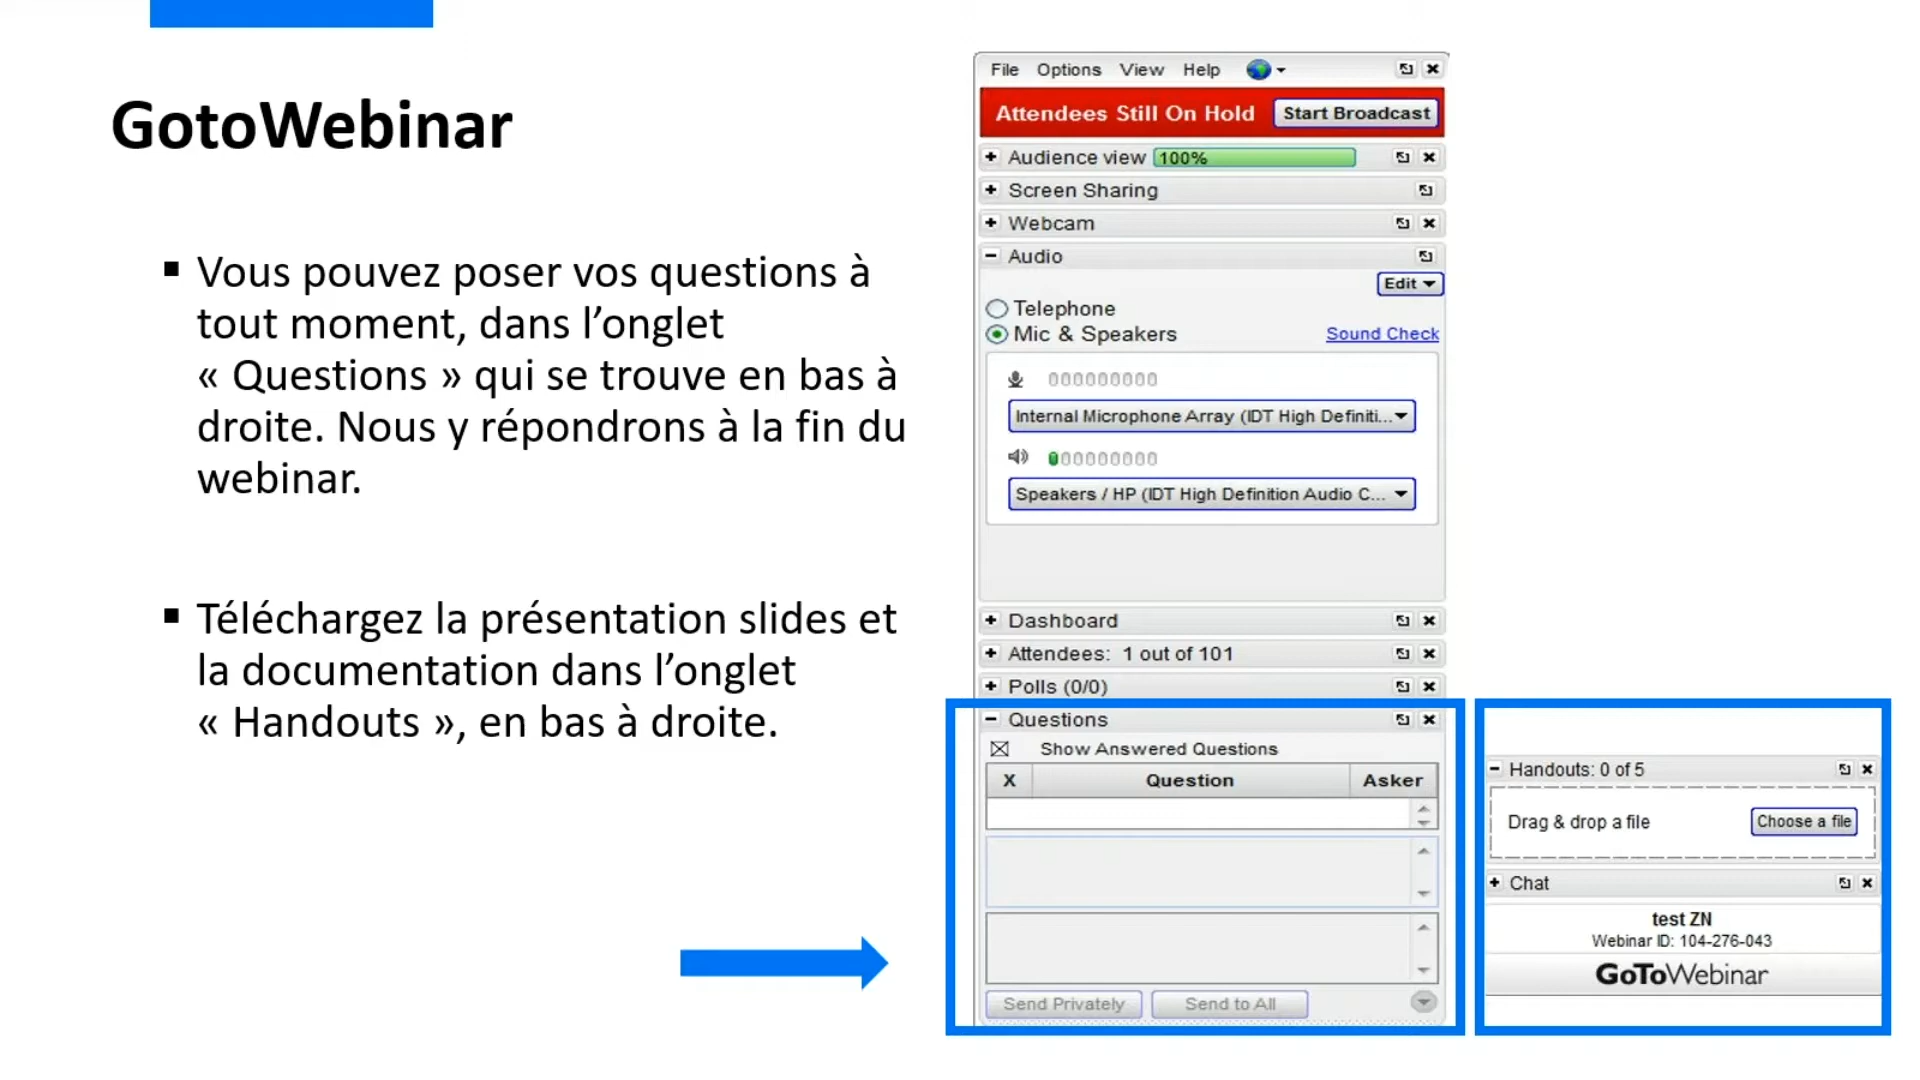 GotoWebinar
▪ Vous pouvez poser vos questions à
tout moment, dans l’onglet
« Questions » qui se trouve en bas à
droite. Nous y répondrons à la fin du
webinar.
▪ Téléchargez la présentation slides et
la documentation dans l’onglet
« Handouts », en bas à droite.
File Options View Help
Attendees Still On Hold Start Broadcast
Audience view 100%
Screen Sharing
Webcam
Audio
Edit
Telephone
Mic & Speakers Sound Check
Internal Microphone Array (IDT High Definiti...
Speakers / HP (IDT High Definition Audio C...
Dashboard
Attendees: 1 out of 101
Polls (0/0)
Questions
Show Answered Questions
X Question Asker
Send Privately Send to All
Handouts: 0 of 5
Drag & drop a file Choose a file
Chat
test ZN
Webinar ID: 104-276-043
GoToWebinar